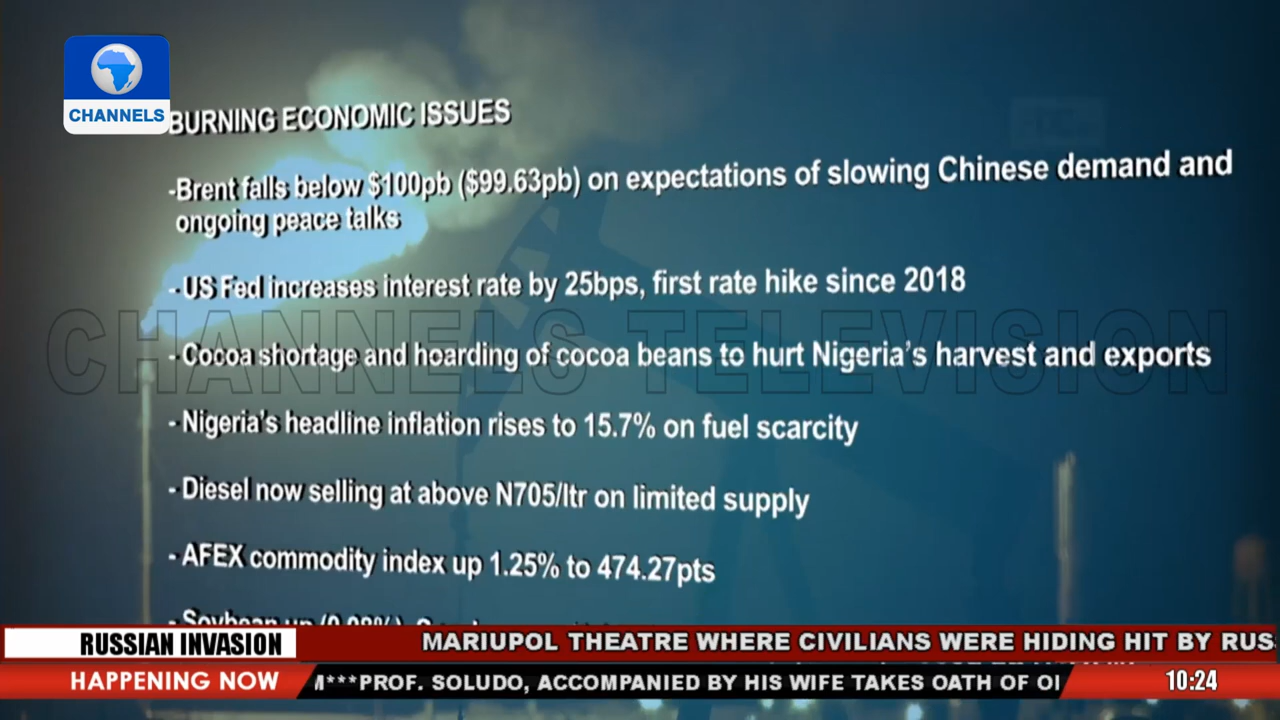 CHANNELS
BURNING ECONOMIC ISSUES
-Brent falls below $100pb ($99.63pb) on expectations of slowing Chinese demand and
ongoing peace talks
- US Fed increases interest rate by 25bps, first rate hike since 2018
CHANNELS TELEVISION
- Cocoa shortage and hoarding of cocoa beans to hurt Nigeria's harvest and exports
- Nigeria's headline inflation rises to 15.7% on fuel scarcity
- Diesel now selling at above N705/ltr on limited supply
- AFEX commodity index up 1.25% to 474.27pts
- Soybean up
RUSSIAN INVASION
MARIUPOL THEATRE WHERE CIVILIANS WERE HIDING HIT BY RUS
HAPPENING NOW
***PROF. SOLUDO, ACCOMPANIED BY HIS WIFE TAKES OATH OF
10:24